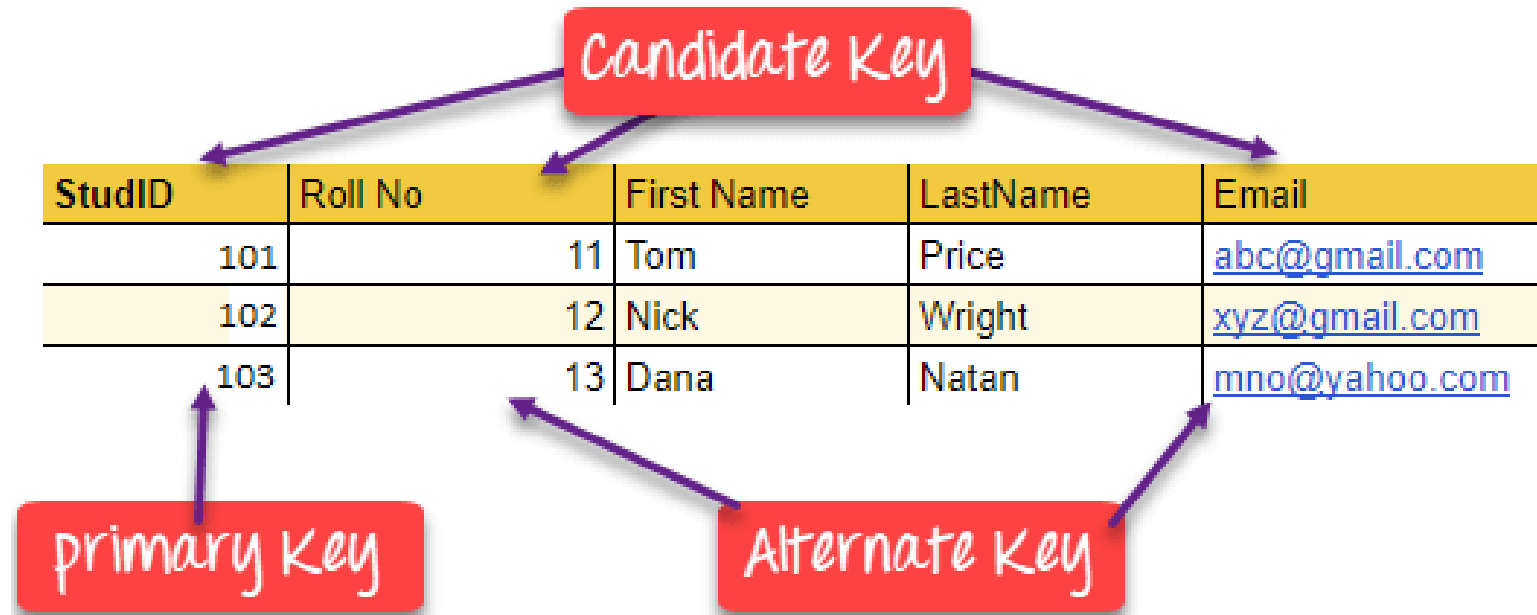 Candidate Key
StudID Roll No First Name LastName Email
101 11 Tom Price abc@gmail.com
102 12 Nick Wright xyz@gmail.com
103 13 Dana Natan mno@yahoo.com
primary Key Alternate Key